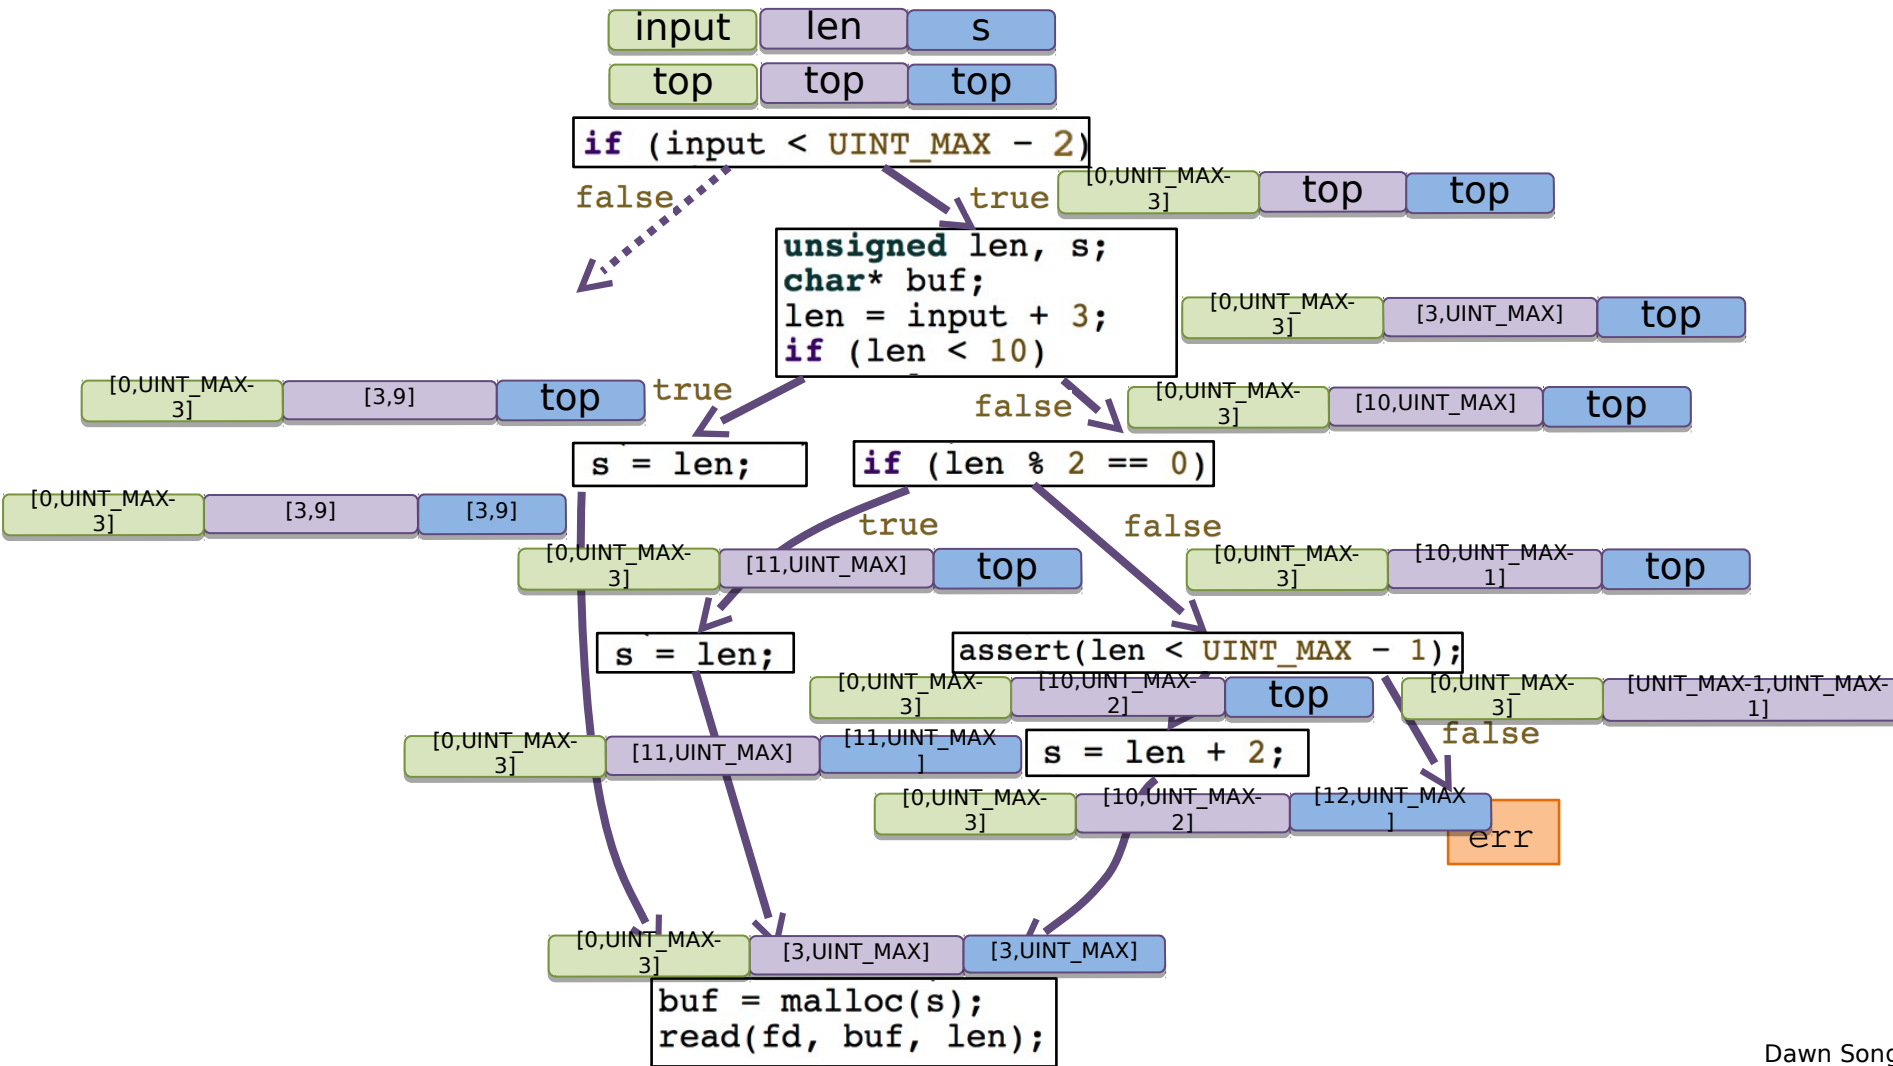 input len s
top top top
if (input < UINT_MAX - 2)
false
true
[0,UNIT_MAX-
3]
top top
unsigned len, s;
char* buf;
len = input + 3;
if (len < 10)
[0,UINT_MAX-
3]
[3,UINT_MAX]
top
[0,UINT_MAX-
3]
[3,9]
top
true
false
[0,UINT_MAX-
3]
[10,UINT_MAX]
top
s = len;
if (len % 2 == 0)
[0,UINT_MAX-
3]
[3,9]
[3,9]
true
false
[0,UINT_MAX-
3]
[11,UINT_MAX]
top
[0,UINT_MAX-
3]
[10,UINT_MAX-
1]
top
s = len;
assert(len < UINT_MAX - 1);
[0,UINT_MAX-
3]
[10,UINT_MAX-
2]
top
[0,UINT_MAX-
3]
[UNIT_MAX-1,UINT_MAX-
1]
false
[0,UINT_MAX-
3]
[11,UINT_MAX]
[11,UINT_MAX
]
s = len + 2;
[0,UINT_MAX-
3]
[10,UINT_MAX-
2]
[12,UINT_MAX
]
err
[0,UINT_MAX-
3]
[3,UINT_MAX]
[3,UINT_MAX]
buf = malloc(s);
read(fd, buf, len);
Dawn Song